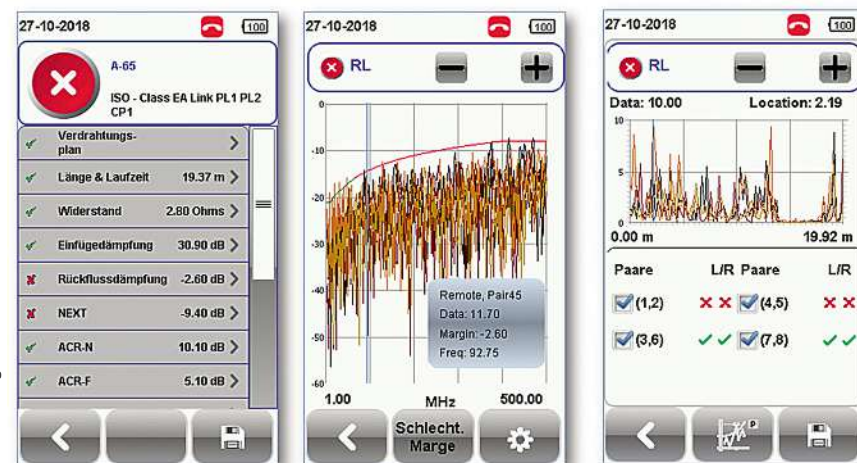 27-10-2018
100
A-65
ISO - Class EA Link PL1 PL2
CP1
Verdrahtungs-
plan
Länge & Laufzeit 19.37 m
Widerstand 2.80 Ohms
Einfügedämpfung 30.90 dB
Rückflussdämpfung -2.60 dB
NEXT -9.40 dB
ACR-N 10.10 dB
ACR-F 5.10 dB
27-10-2018
100
RL
0
-10
-20
-30
-40
-50
-60
Remote, Pair45
Data: 11.70
Margin: -2.60
Freq: 92.75
1.00 MHz 500.00
Schlecht.
Marge
27-10-2018
100
RL
Data: 10.00 Location: 2.19
10
5
0
0.00 m 19.92 m
Paare L/R Paare L/R
(1,2) (4,5)
(3,6) (7,8)
P